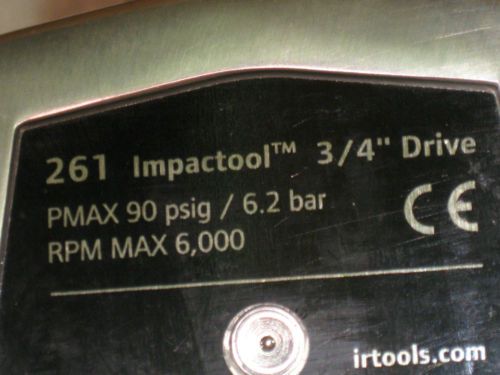 261 Impactool™ 3/4" Drive
PMAX 90 psig / 6.2 bar
RPM MAX 6,000
CE
irtools.com